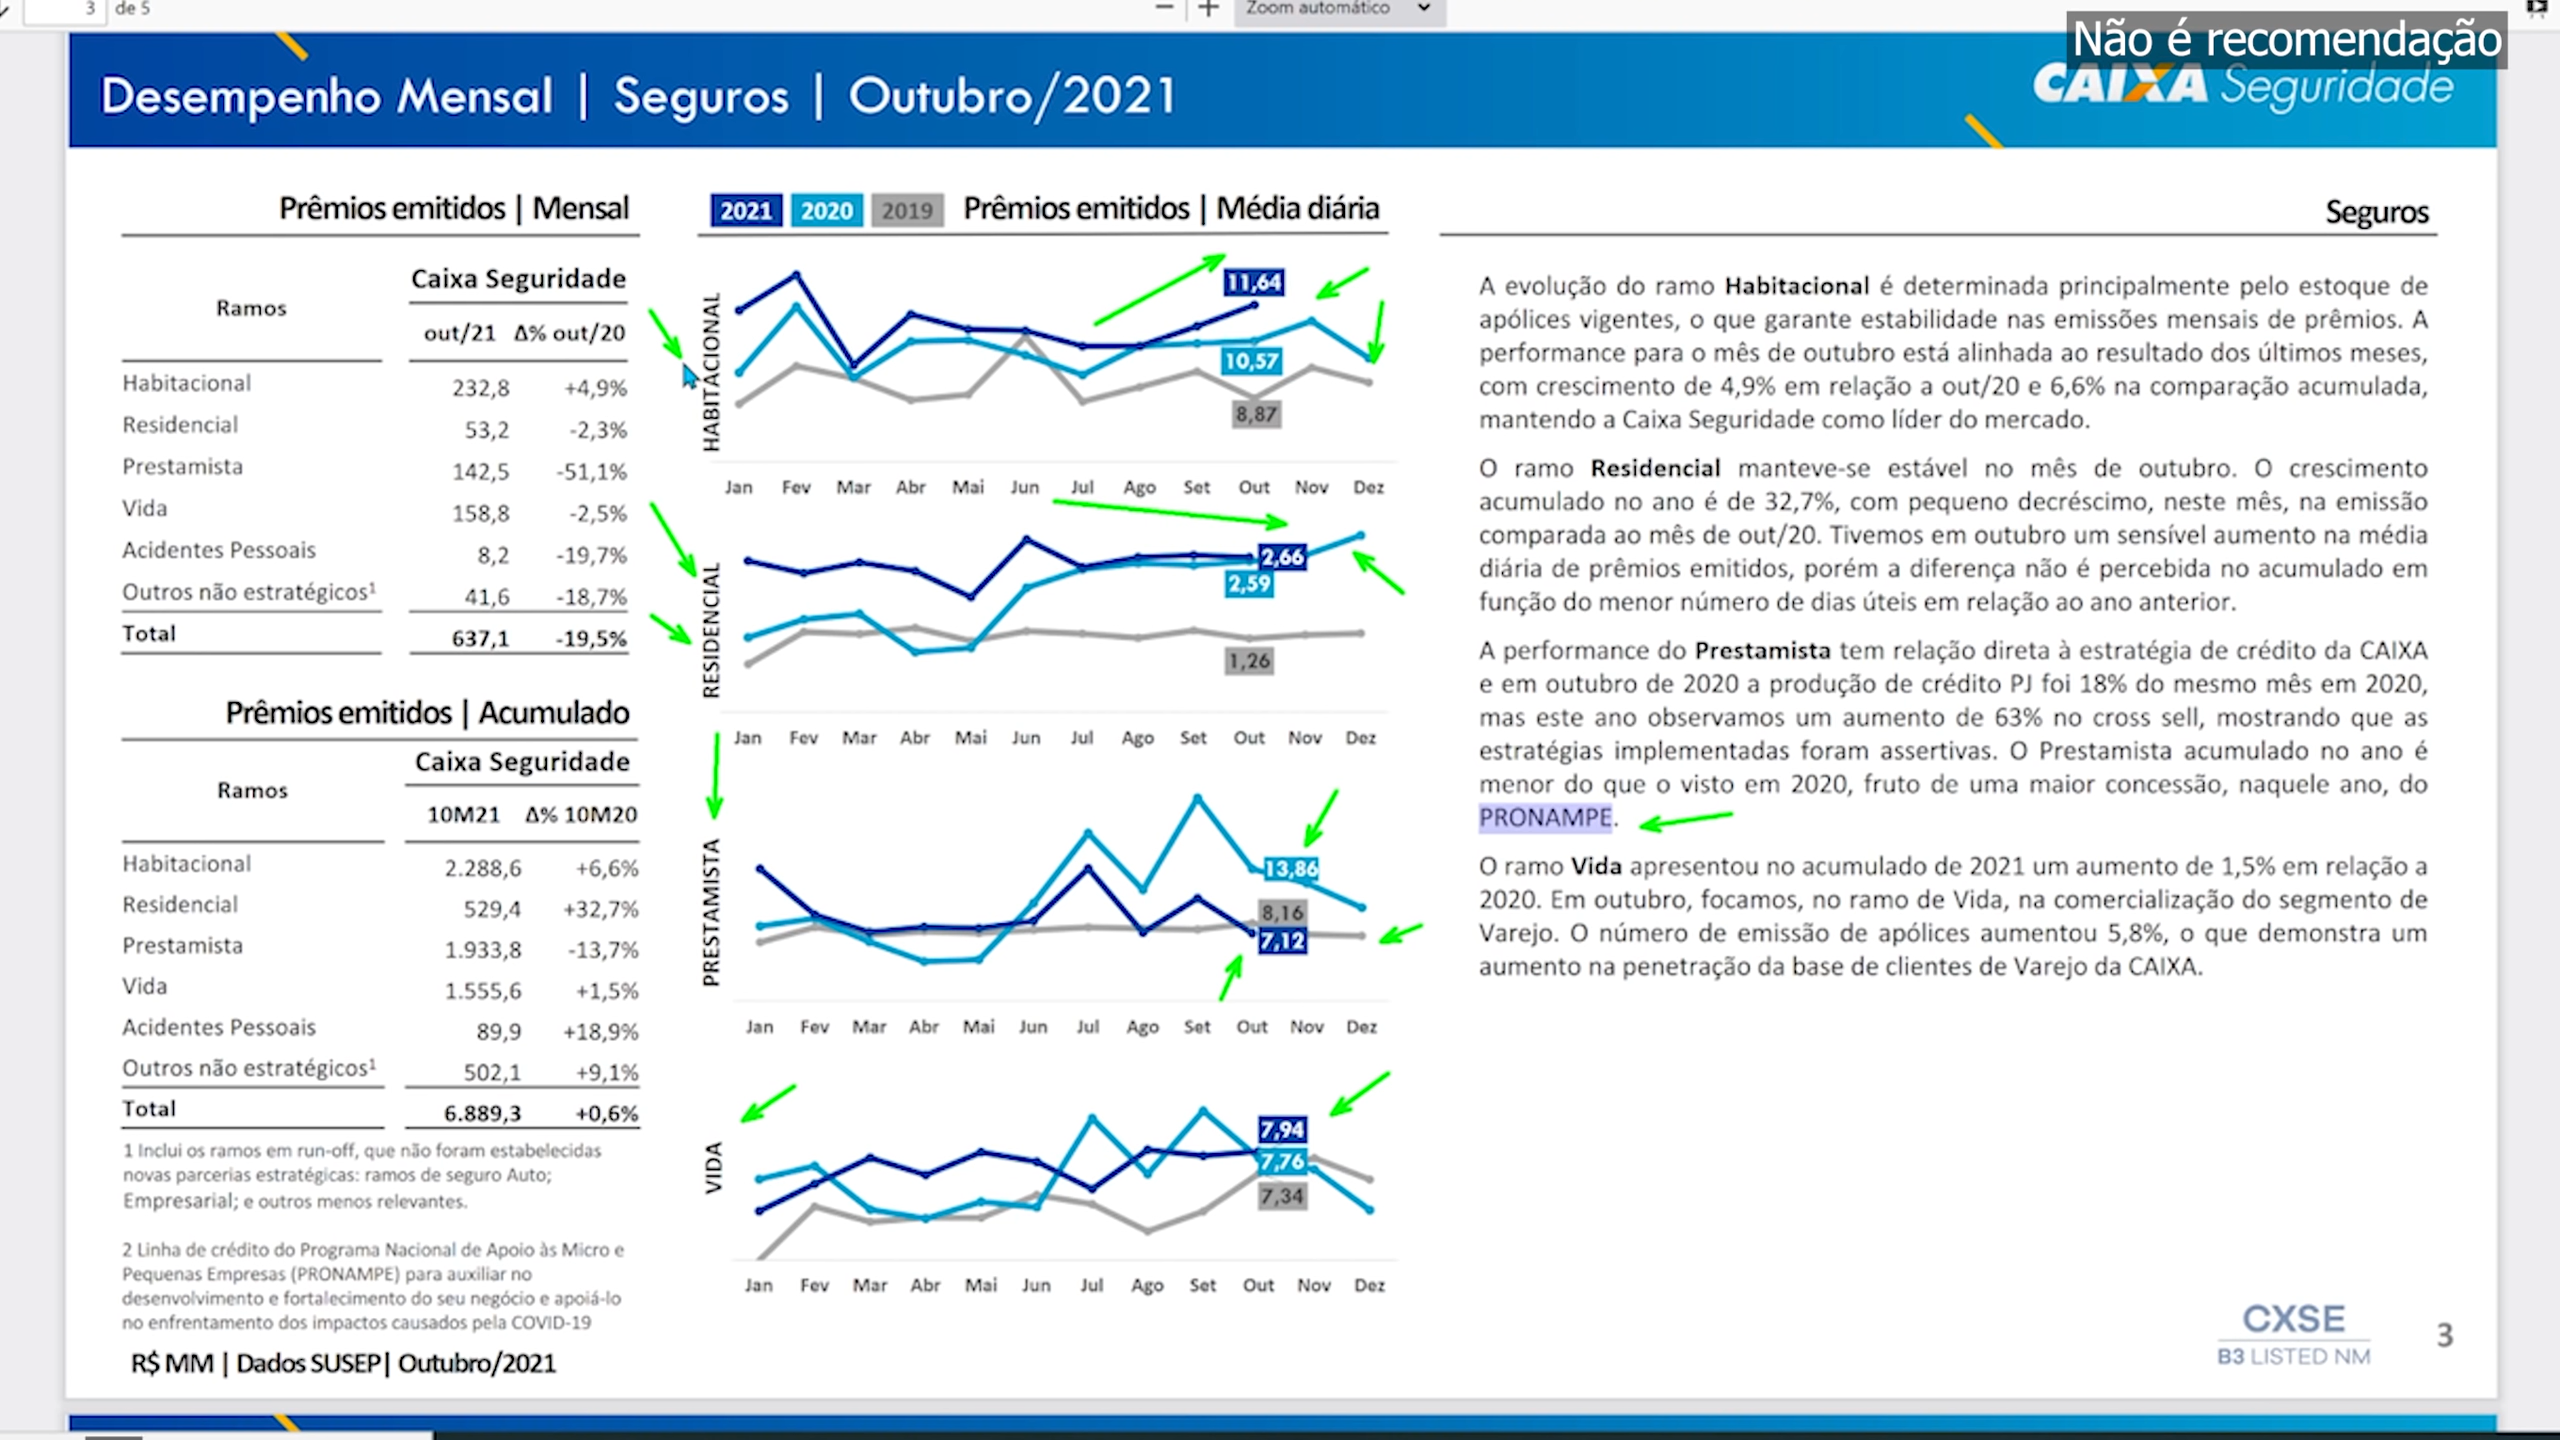 3 de 5
Zoom automático
Não é recomendação
Desempenho Mensal | Seguros | Outubro/2021
CAIXA Seguridade
Prêmios emitidos | Mensal
Ramos
Caixa Seguridade
out/21 Δ% out/20
Habitacional 232,8 +4,9%
Residencial 53,2 -2,3%
Prestamista 142,5 -51,1%
Vida 158,8 -2,5%
Acidentes Pessoais 8,2 -19,7%
Outros não estratégicos¹ 41,6 -18,7%
Total 637,1 -19,5%
Prêmios emitidos | Acumulado
Ramos
Caixa Seguridade
10M21 Δ% 10M20
Habitacional 2.288,6 +6,6%
Residencial 529,4 +32,7%
Prestamista 1.933,8 -13,7%
Vida 1.555,6 +1,5%
Acidentes Pessoais 89,9 +18,9%
Outros não estratégicos¹ 502,1 +9,1%
Total 6.889,3 +0,6%
1 Inclui os ramos em run-off, que não foram estabelecidas
novas parcerias estratégicas: ramos de seguro Auto;
Empresarial; e outros menos relevantes.
2 Linha de crédito do Programa Nacional de Apoio às Micro e
Pequenas Empresas (PRONAMPE) para auxiliar no
desenvolvimento e fortalecimento do seu negócio e apoiá-lo
no enfrentamento dos impactos causados pela COVID-19
R$ MM | Dados SUSEP| Outubro/2021
2021 2020 2019 Prêmios emitidos | Média diária
HABITACIONAL
11,64
10,57
8,87
Jan Fev Mar Abr Mai Jun Jul Ago Set Out Nov Dez
RESIDENCIAL
2,66
2,59
1,26
Jan Fev Mar Abr Mai Jun Jul Ago Set Out Nov Dez
PRESTAMISTA
13,86
8,16
7,12
Jan Fev Mar Abr Mai Jun Jul Ago Set Out Nov Dez
VIDA
7,94
7,76
7,34
Jan Fev Mar Abr Mai Jun Jul Ago Set Out Nov Dez
Seguros
A evolução do ramo Habitacional é determinada principalmente pelo estoque de
apólices vigentes, o que garante estabilidade nas emissões mensais de prêmios. A
performance para o mês de outubro está alinhada ao resultado dos últimos meses,
com crescimento de 4,9% em relação a out/20 e 6,6% na comparação acumulada,
mantendo a Caixa Seguridade como líder do mercado.
O ramo Residencial manteve-se estável no mês de outubro. O crescimento
acumulado no ano é de 32,7%, com pequeno decréscimo, neste mês, na emissão
comparada ao mês de out/20. Tivemos em outubro um sensível aumento na média
diária de prêmios emitidos, porém a diferença não é percebida no acumulado em
função do menor número de dias úteis em relação ao ano anterior.
A performance do Prestamista tem relação direta à estratégia de crédito da CAIXA
e em outubro de 2020 a produção de crédito PJ foi 18% do mesmo mês em 2020,
mas este ano observamos um aumento de 63% no cross sell, mostrando que as
estratégias implementadas foram assertivas. O Prestamista acumulado no ano é
menor do que o visto em 2020, fruto de uma maior concessão, naquele ano, do
PRONAMPE.
O ramo Vida apresentou no acumulado de 2021 um aumento de 1,5% em relação a
2020. Em outubro, focamos, no ramo de Vida, na comercialização do segmento de
Varejo. O número de emissão de apólices aumentou 5,8%, o que demonstra um
aumento na penetração da base de clientes de Varejo da CAIXA.
CXSE
B3 LISTED NM
3